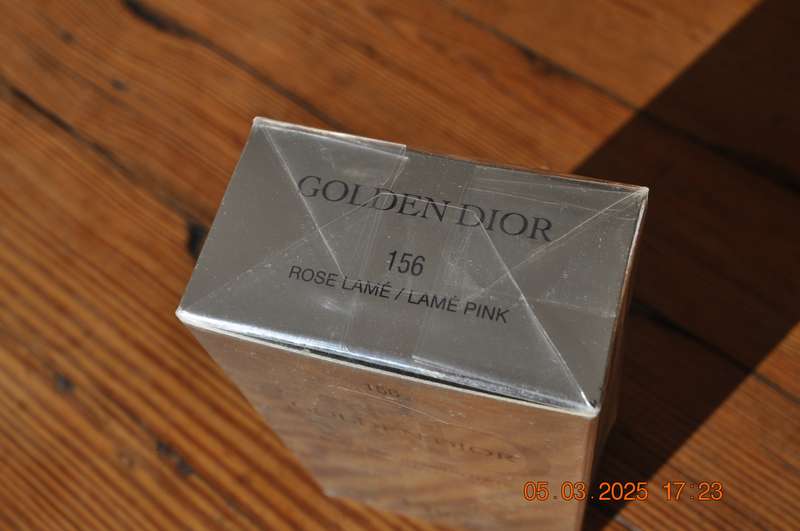 GOLDEN DIOR
156
ROSE LAMÉ / LAMÉ PINK
05.03.2025 17:23